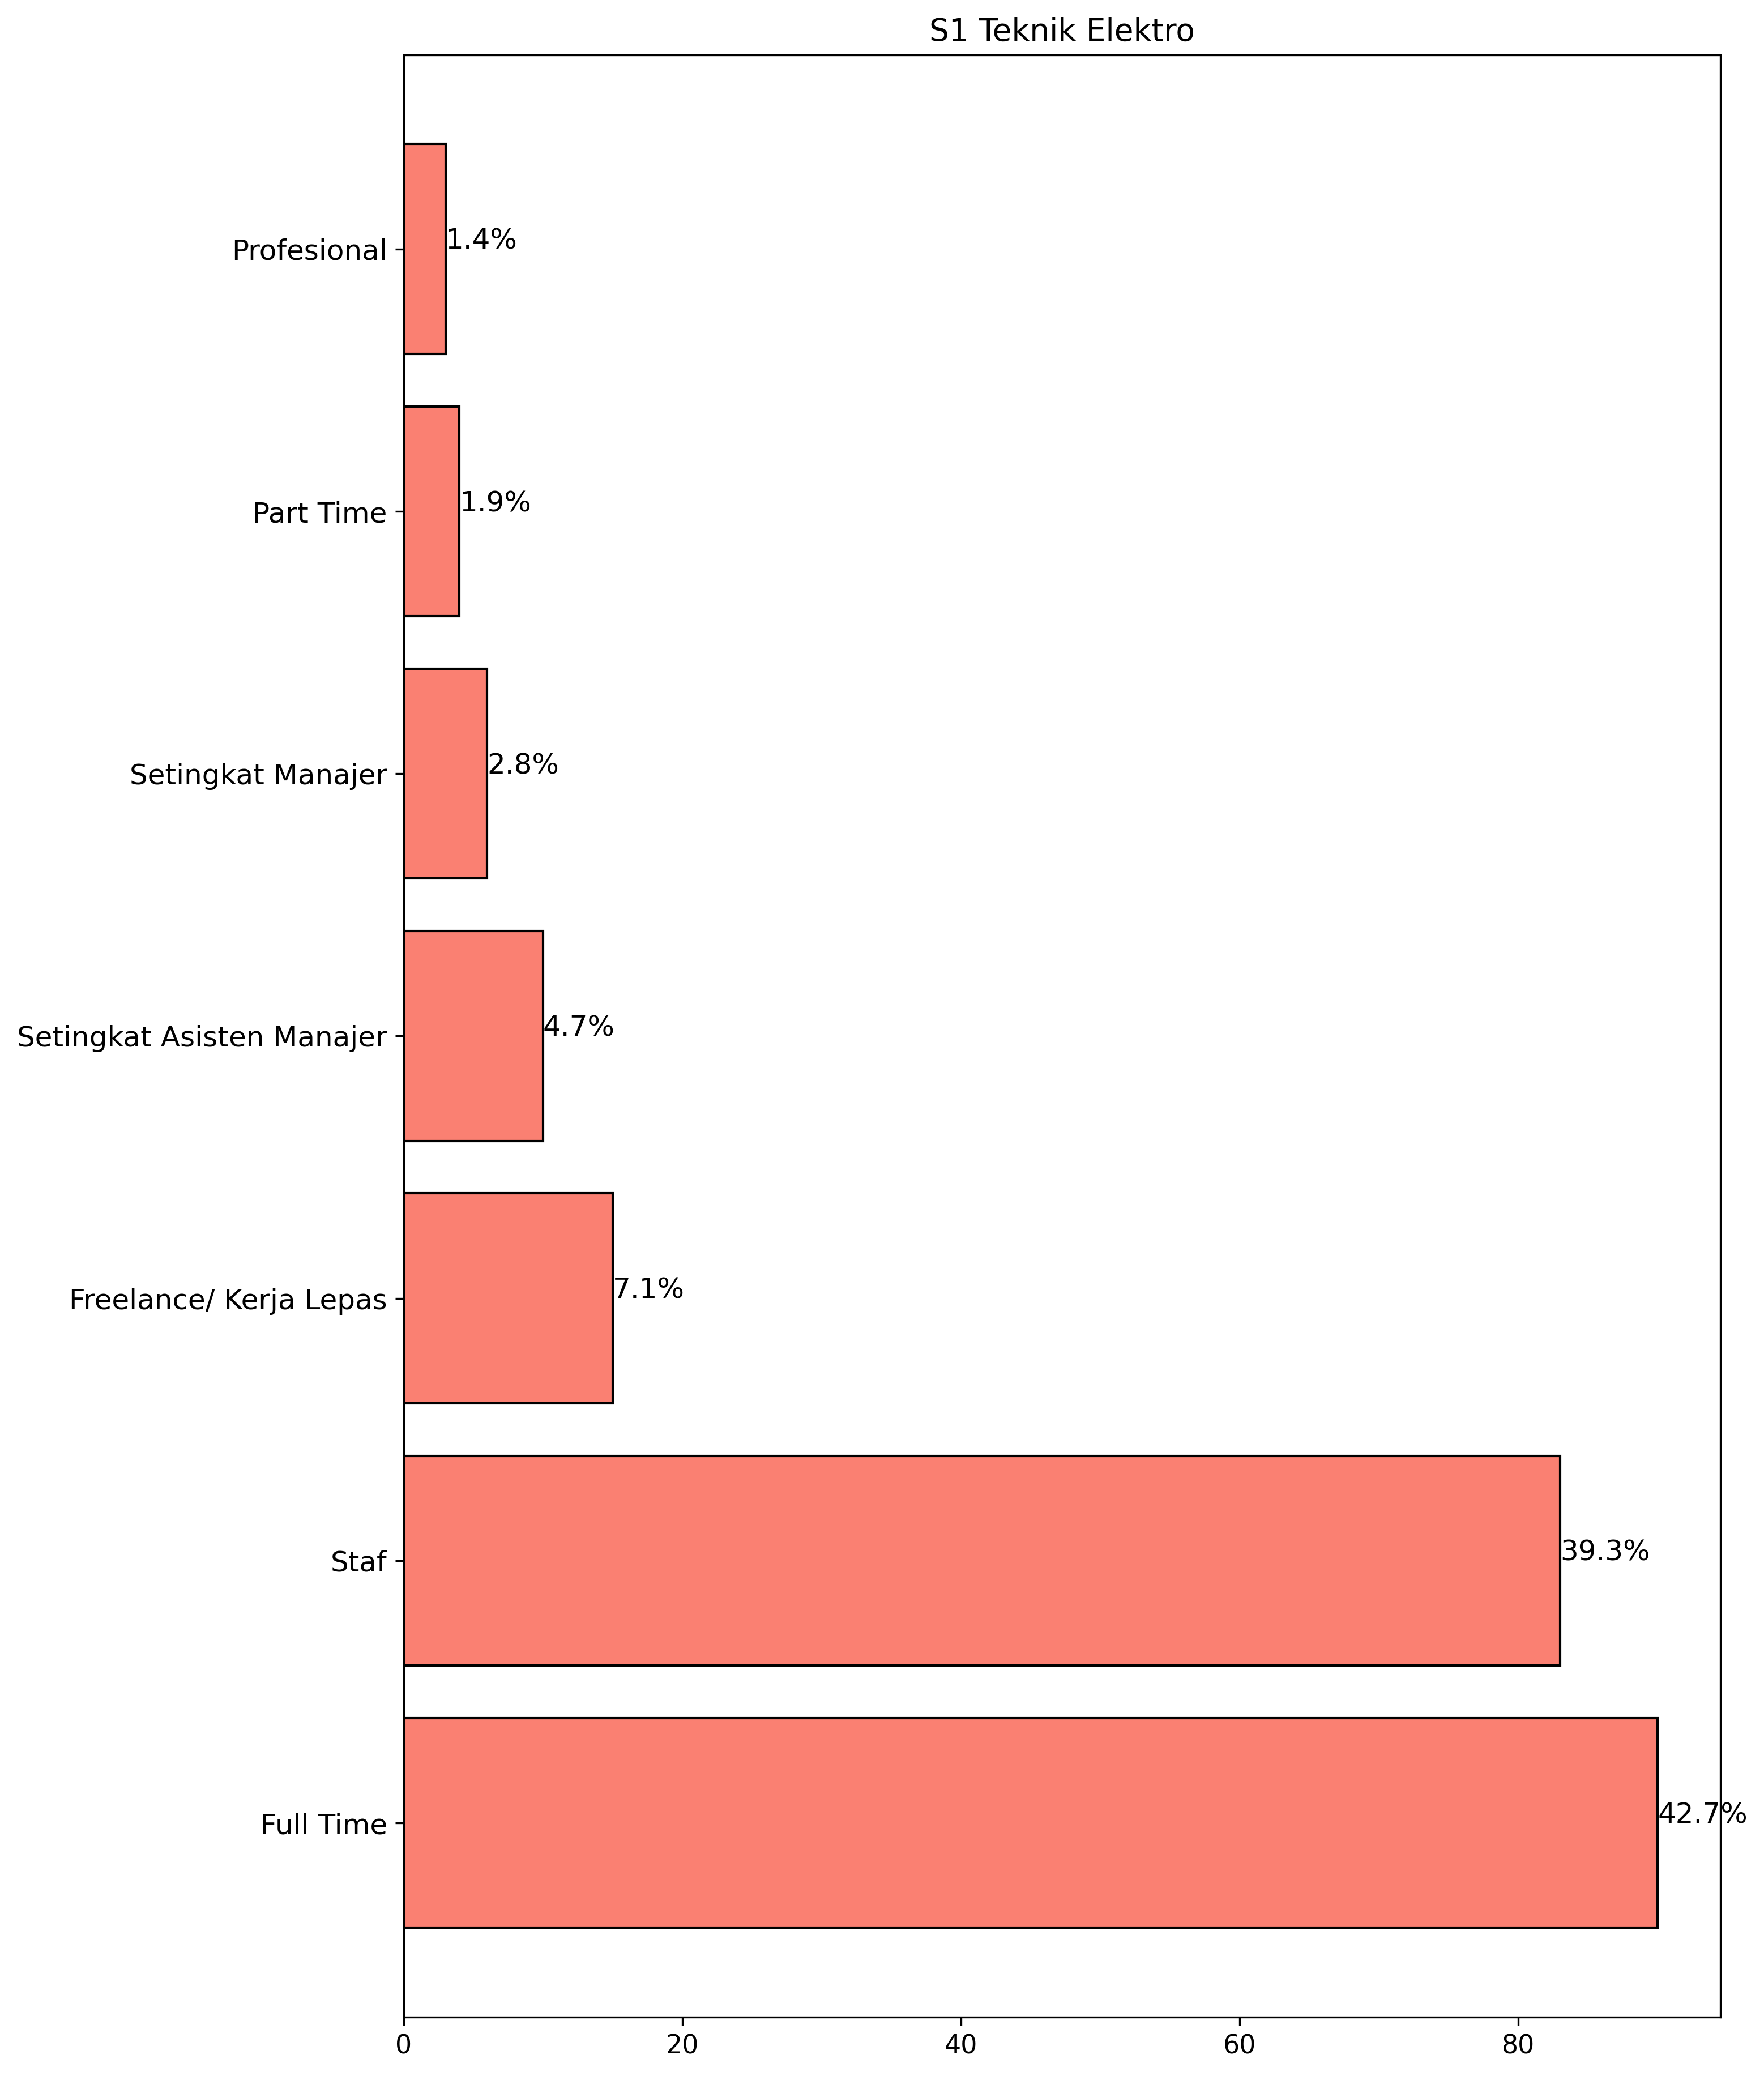 S1 Teknik Elektro
Profesional
1.4%
Part Time
1.9%
Setingkat Manajer
2.8%
Setingkat Asisten Manajer
4.7%
Freelance/ Kerja Lepas
7.1%
Staf
39.3%
Full Time
42.7%
0 20 40 60 80